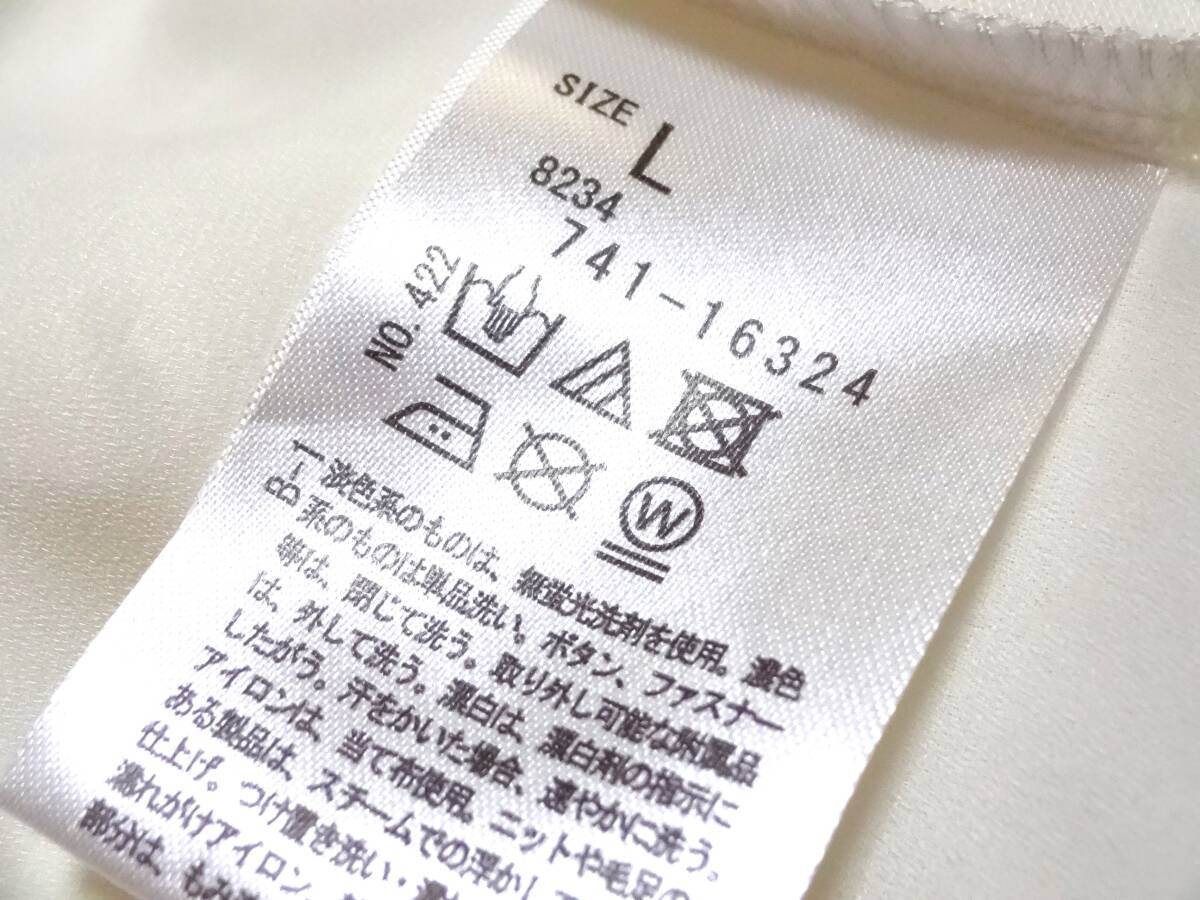 SIZE
L
8234
741-16324
NO. 422
W
B-1
淡色系のものは、無蛍光洗剤を使用。濃色
系のものは単品洗い。ボタン、ファスナー
等は、閉じて洗う。取り外し可能な附属品
は、外して洗う。漂白は、漂白剤の指示に
したがう。汗をかいた場合、速やかに洗う。
アイロンは、当て布使用。ニットや毛足の
ある製品は、スチームでの浮かし
仕上げ。つけ置き洗い・濡
濡れがけアイロン、
部分は、もみ